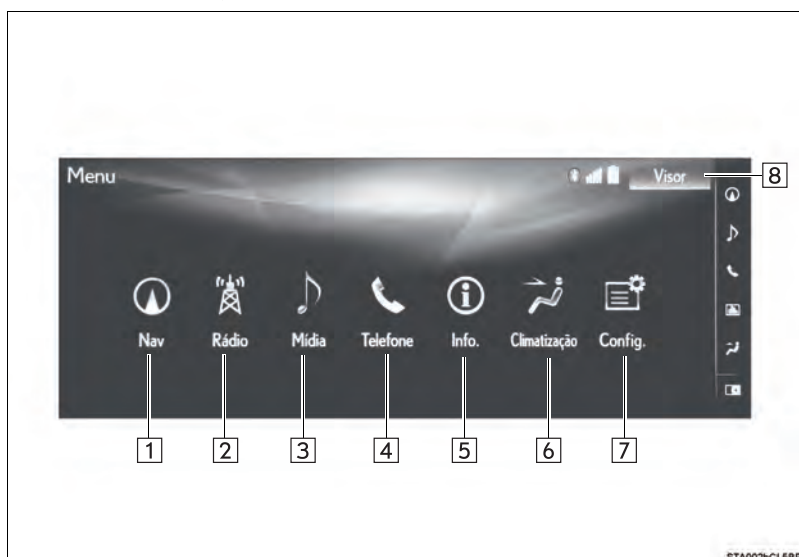 Menu
Visor
8
Nav
Rádio
Mídia
Telefone
Info.
Climatização
Config.
1
2
3
4
5
6
7